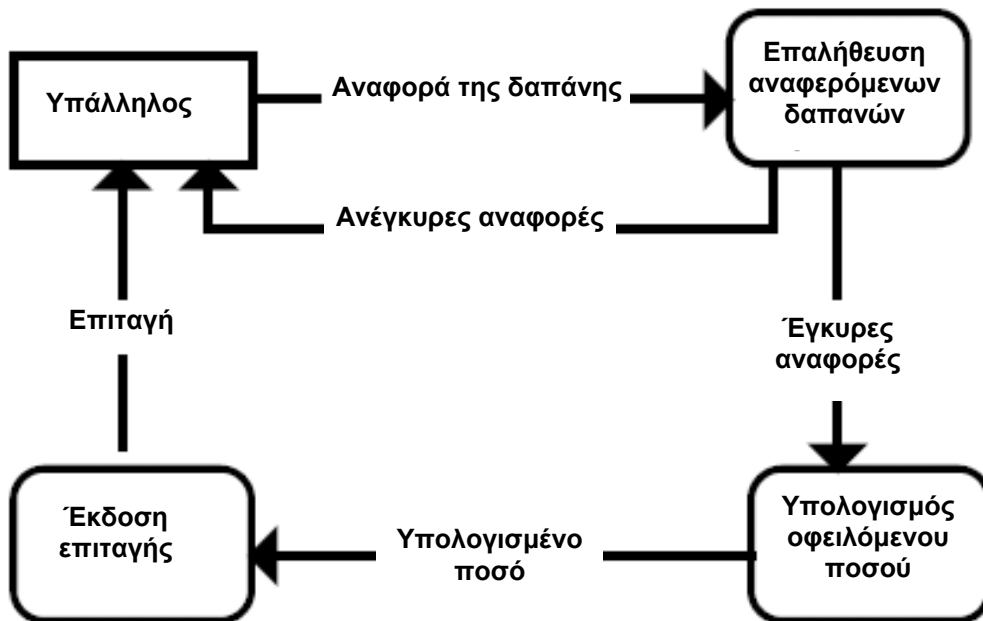 Υπάλληλος
Αναφορά της δαπάνης
Επαλήθευση
αναφερόμενων
δαπανών
Ανέγκυρες αναφορές
Επιταγή
Έγκυρες
αναφορές
Έκδοση
επιταγής
Υπολογισμένο
ποσό
Υπολογισμός
οφειλόμενου
ποσού